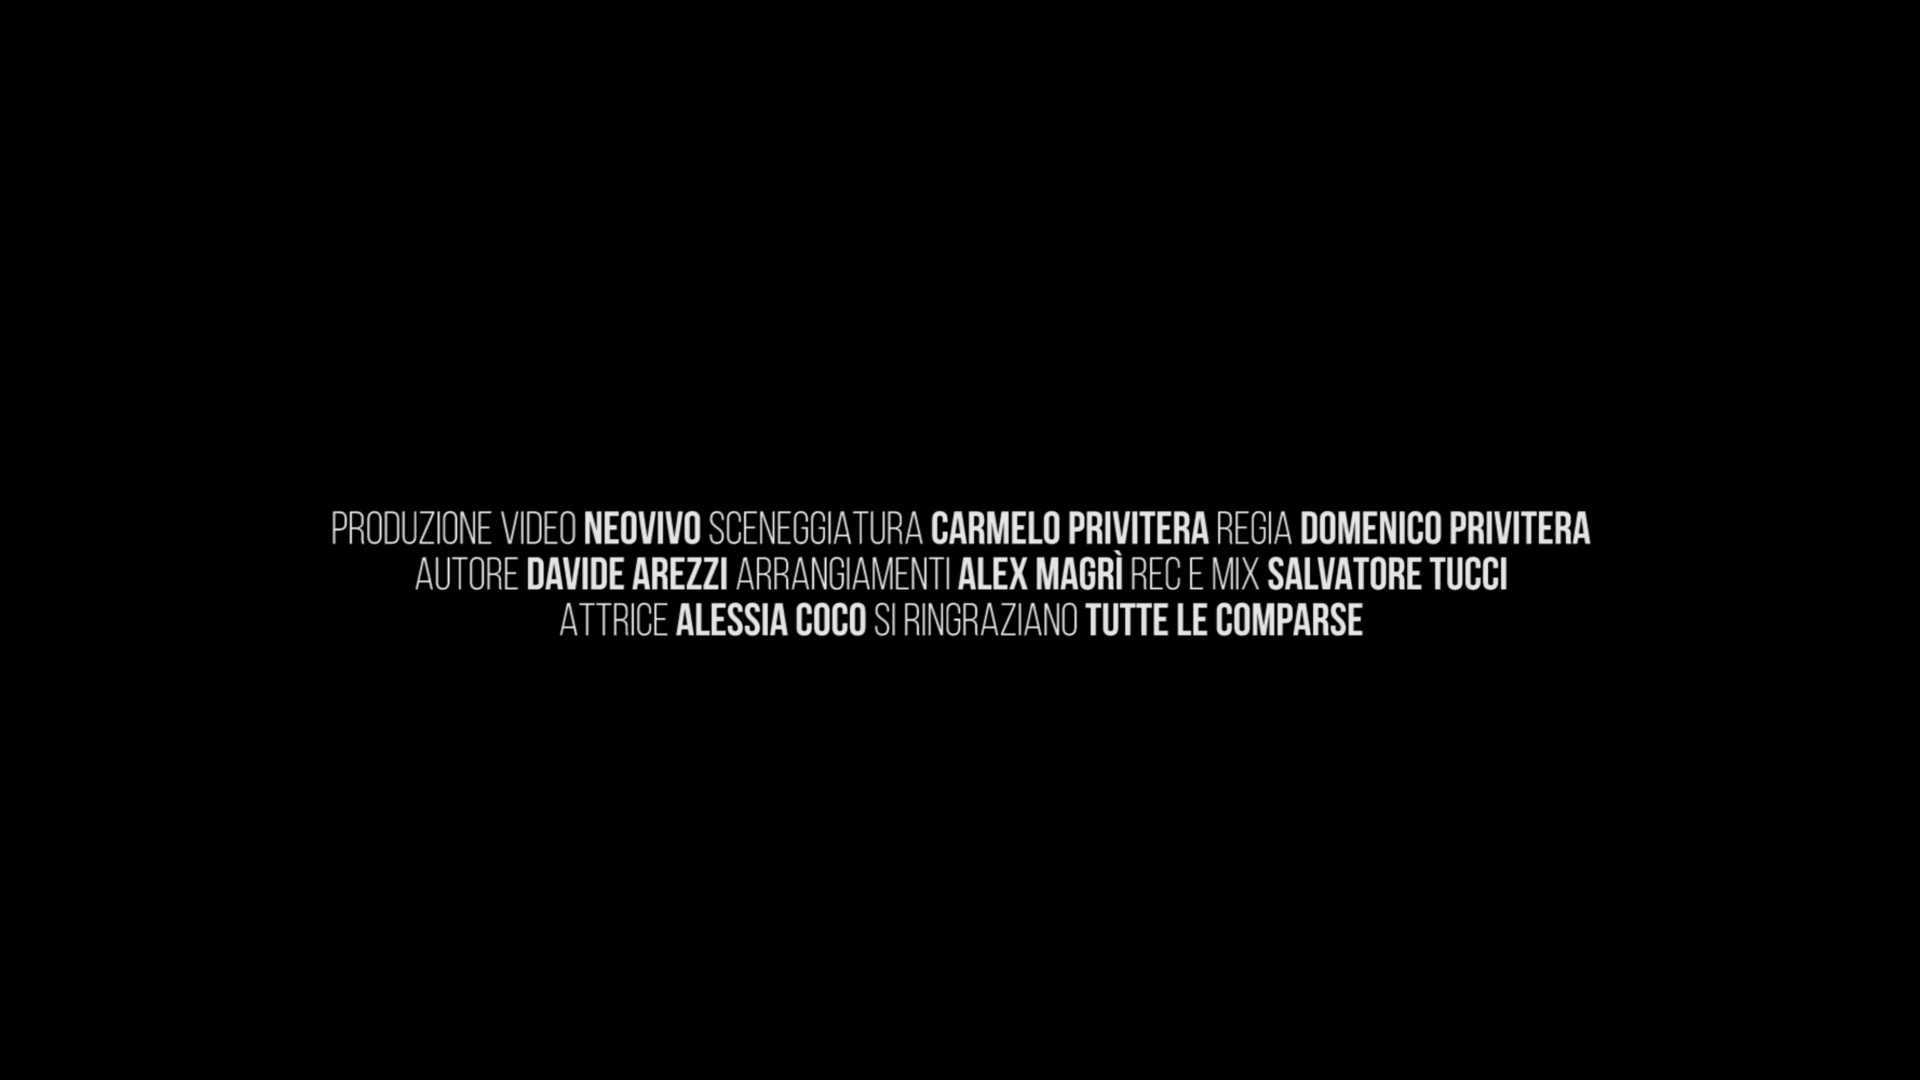 PRODUZIONE VIDEO NEOVIVO SCENEGGIATURA CARMELO PRIVITERA REGIA DOMENICO PRIVITERA
AUTORE DAVIDE AREZZI ARRANGIAMENTI ALEX MAGRÌ REC E MIX SALVATORE TUCCI
ATTRICE ALESSIA COCO SI RINGRAZIANO TUTTE LE COMPARSE